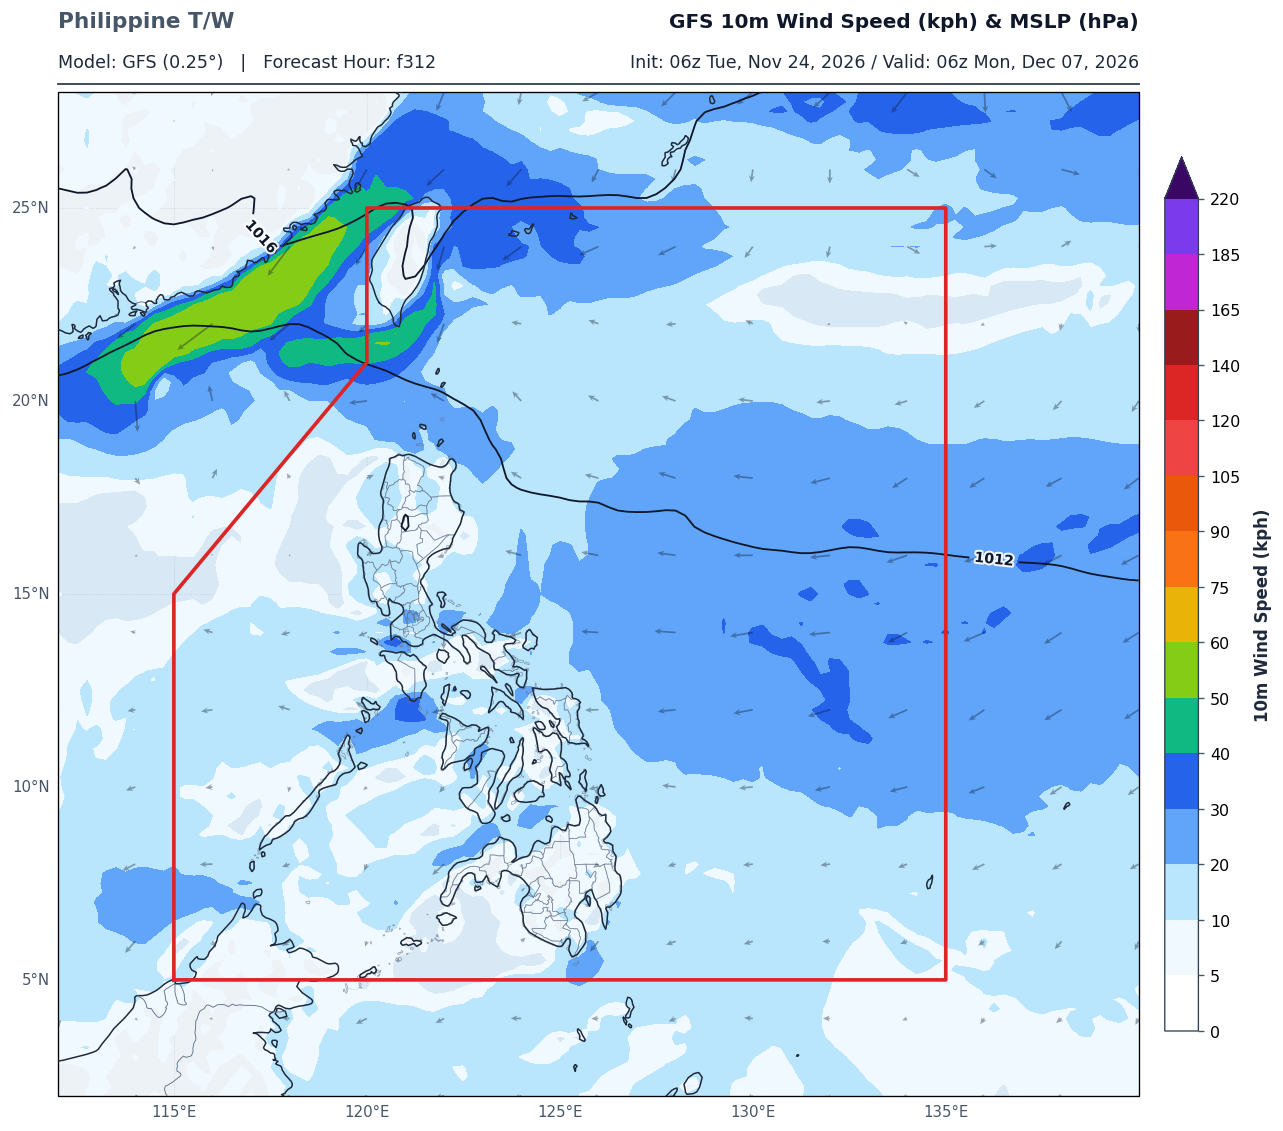 Philippine T/W
GFS 10m Wind Speed (kph) & MSLP (hPa)
Model: GFS (0.25°) | Forecast Hour: f312
Init: 06z Tue, Nov 24, 2026 / Valid: 06z Mon, Dec 07, 2026
1016
1012
25°N
20°N
15°N
10°N
5°N
115°E
120°E
125°E
130°E
135°E
220
185
165
140
120
105
90
75
60
50
40
30
20
10
5
0
10m Wind Speed (kph)